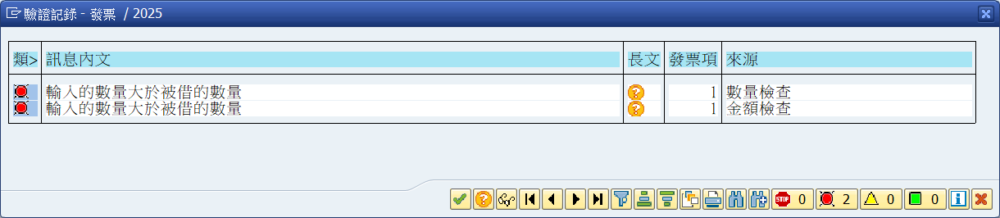 驗證記錄 - 發票 / 2025
類> 訊息內文 長文 發票項 來源
輸入的數量大於被借的數量 1 數量檢查
輸入的數量大於被借的數量 1 金額檢查
STOP 0 2 0 0